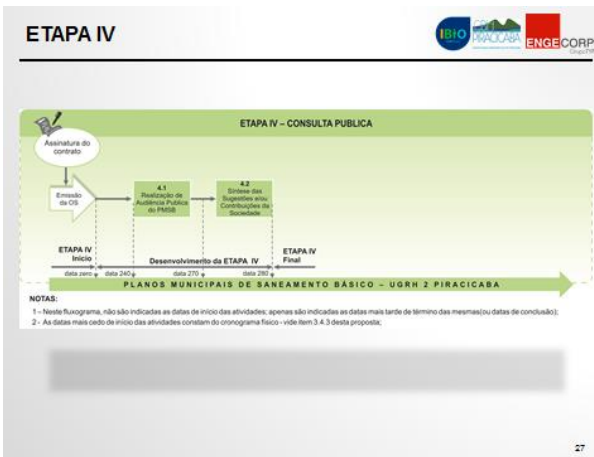 ETAPA IV
IBIO
PIRACICABA
ENGECORP
ETAPA IV – CONSULTA PUBLICA
Assinatura do
contrato
Emissão
da OS
4.1
Realização de
Audiência Publica
do PMSB
4.2
Síntese das
Sugestões e/ou
Contribuições da
Sociedade
ETAPA IV
Início
Desenvolvimento da ETAPA IV
ETAPA IV
Final
data zero
data 240
data 270
data 280
PLANOS MUNICIPAIS DE SANEAMENTO BÁSICO – UGRH 2 PIRACICABA
NOTAS:
1 – Neste fluxograma, não são indicadas as datas de início das atividades; apenas são indicadas as datas mais tarde de término das mesmas(ou datas de conclusão);
2 - As datas mais cedo de início das atividades constam do cronograma físico - vide item 3.4.3 desta proposta;
27